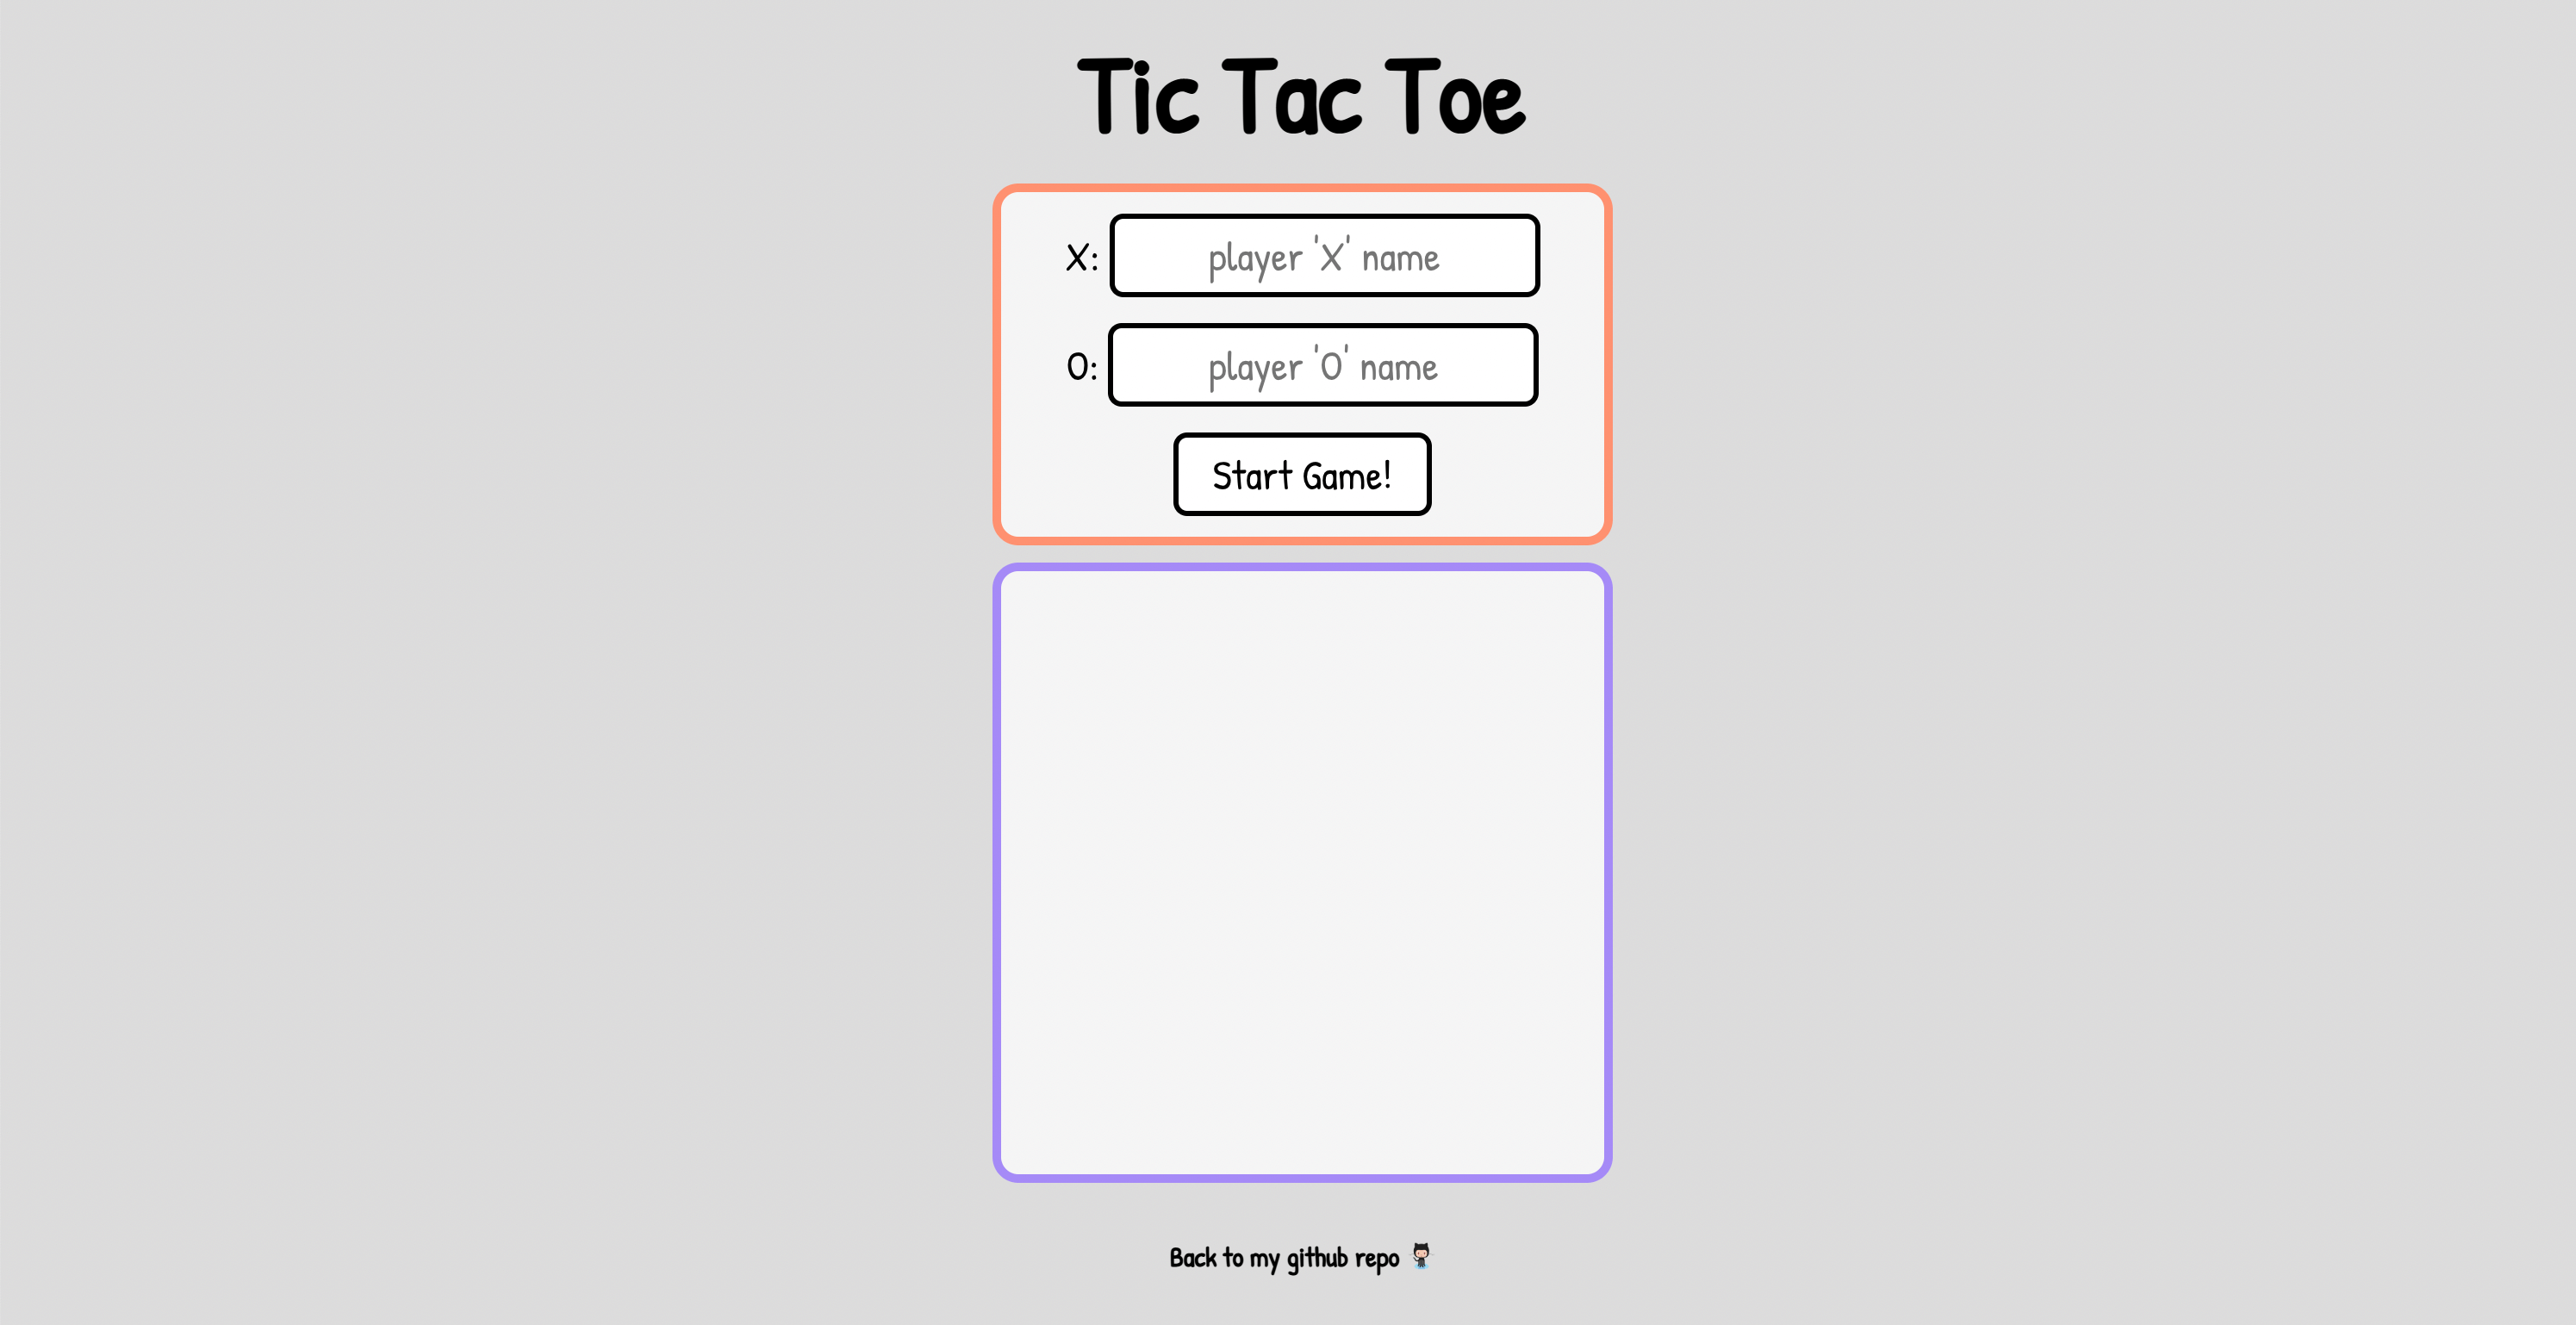 Tic Tac Toe
X: player 'X' name
O: player 'O' name
Start Game!
Back to my github repo